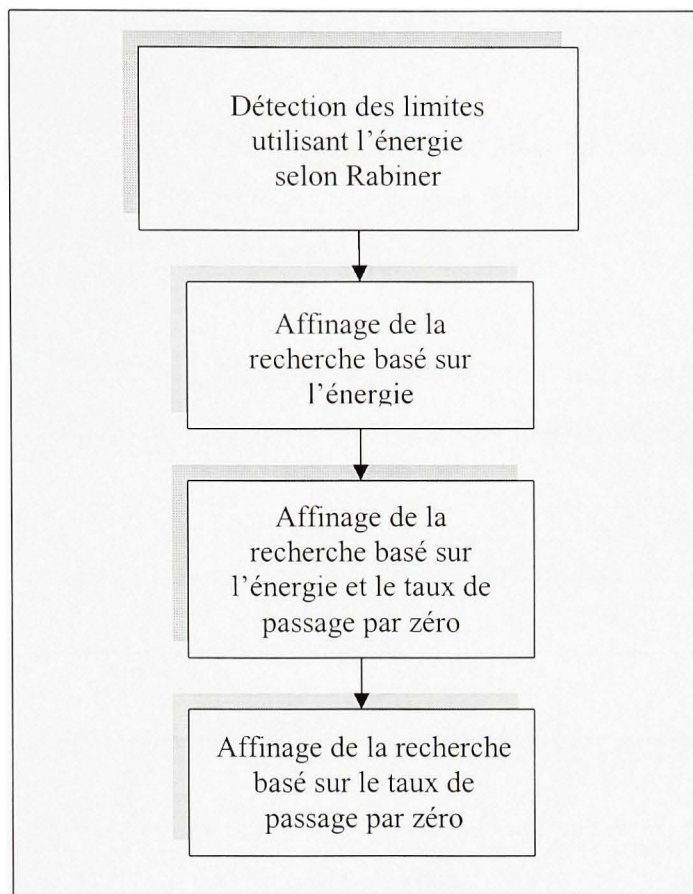 Détection des limites
utilisant l'énergie
selon Rabiner
Affinage de la
recherche basé sur
l'énergie
Affinage de la
recherche basé sur
l'énergie et le taux de
passage par zéro
Affinage de la recherche
basé sur le taux de
passage par zéro